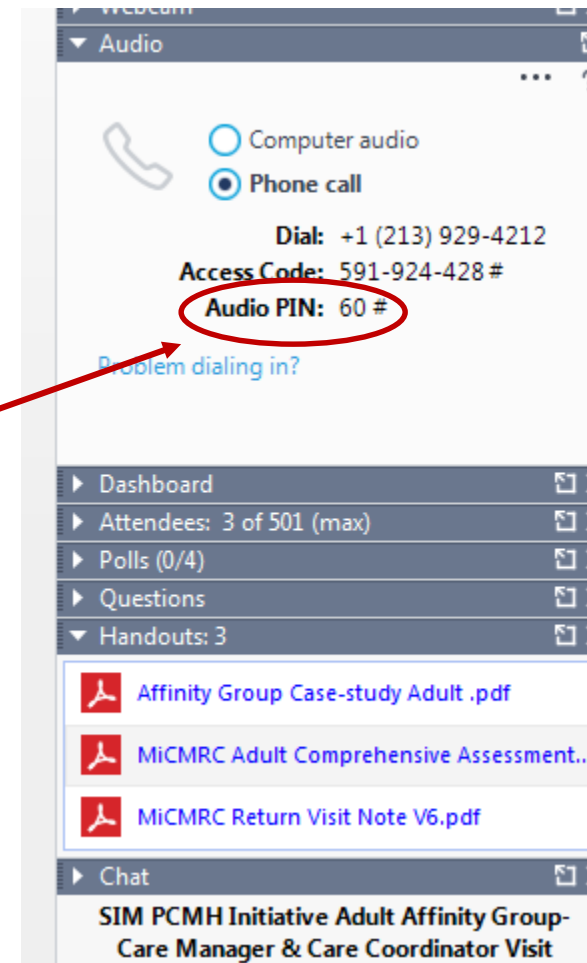 Webcam
Audio
Computer audio
Phone call
Dial: +1 (213) 929-4212
Access Code: 591-924-428 #
Audio PIN: 60 #
Problem dialing in?
Dashboard
Attendees: 3 of 501 (max)
Polls (0/4)
Questions
Handouts: 3
Affinity Group Case-study Adult .pdf
MiCMRC Adult Comprehensive Assessment..
MiCMRC Return Visit Note V6.pdf
Chat
SIM PCMH Initiative Adult Affinity Group-
Care Manager & Care Coordinator Visit